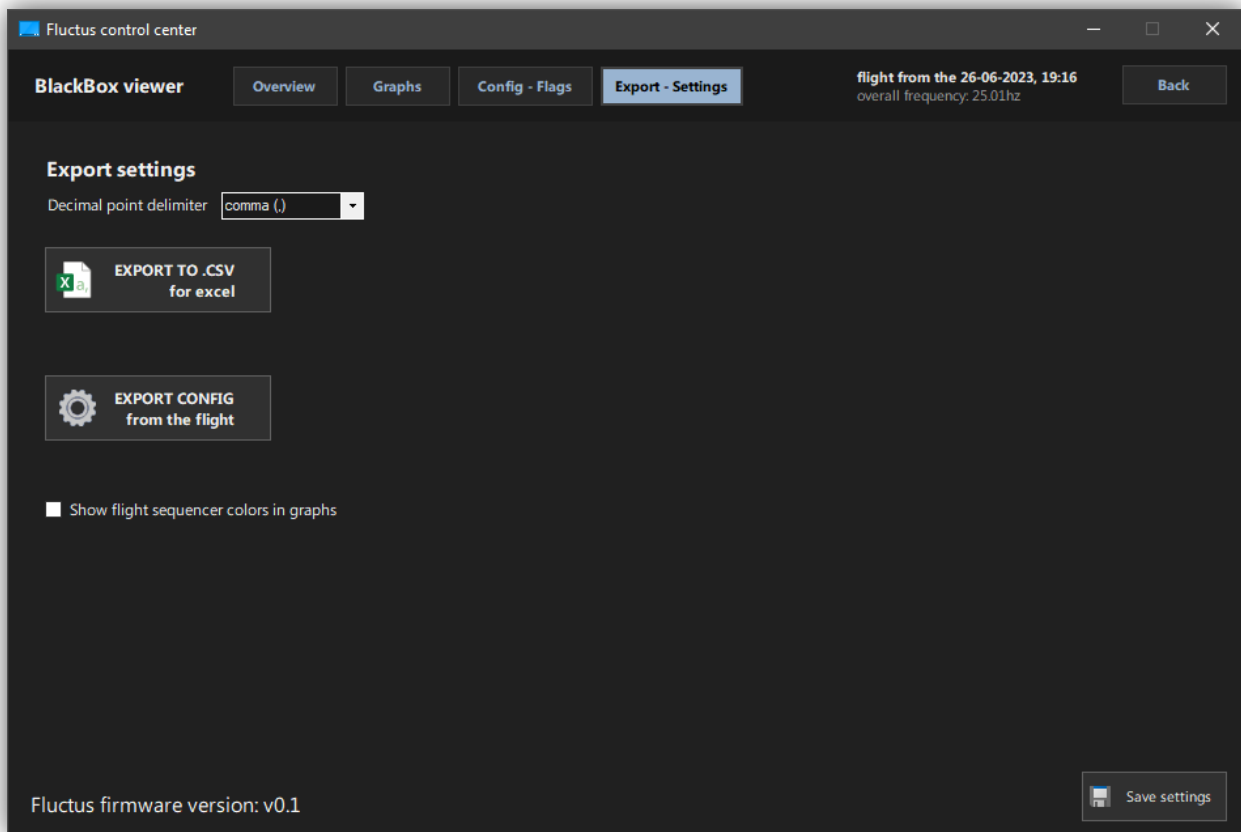 Fluctus control center
BlackBox viewer
Overview
Graphs
Config - Flags
Export - Settings
flight from the 26-06-2023, 19:16
overall frequency: 25.01hz
Back
Export settings
Decimal point delimiter
comma (,)
EXPORT TO .CSV
for excel
EXPORT CONFIG
from the flight
Show flight sequencer colors in graphs
Fluctus firmware version: v0.1
Save settings